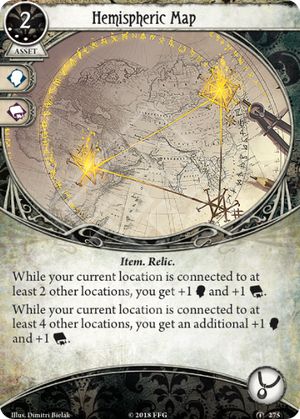 2
Hemispheric Map
ASSET
Item. Relic.
While your current location is connected to at
least 2 other locations, you get +1 and +1 .
While your current location is connected to at
least 4 other locations, you get an additional +1
and +1 .
Illus. Dimitri Bielak
© 2018 FFG
275